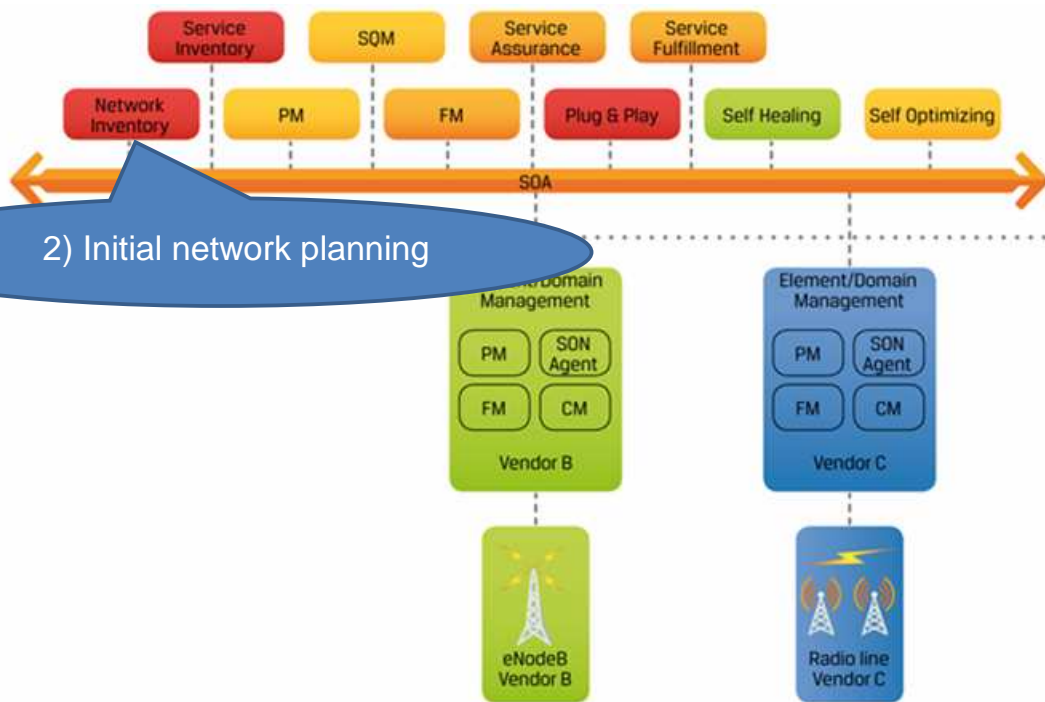 Service
Inventory
SQM
Service
Assurance
Service
Fulfillment
Network
Inventory
PM
FM
Plug & Play
Self Healing
Self Optimizing
SOA
2) Initial network planning
Domain
Management
PM
SON
Agent
FM
CM
Vendor B
Element/Domain
Management
PM
SON
Agent
FM
CM
Vendor C
eNodeB
Vendor B
Radio line
Vendor C